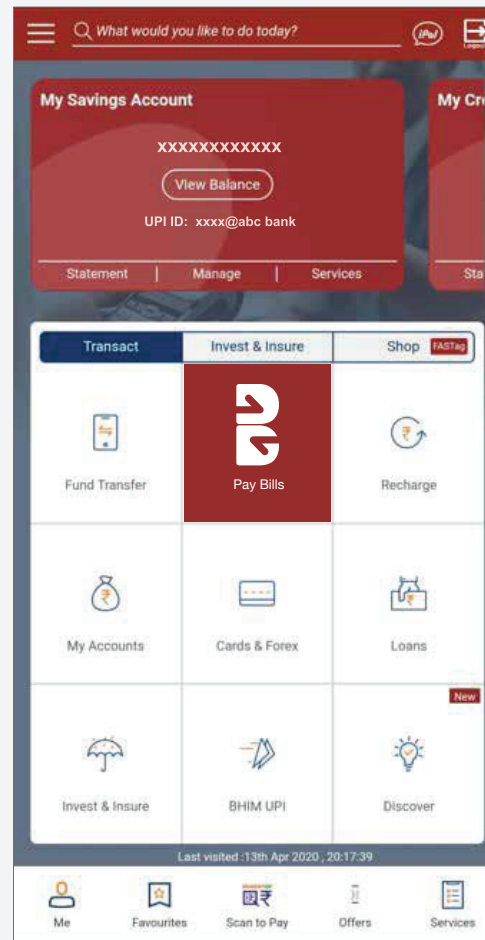 What would you like to do today?
iPal
Logout
My Savings Account
My Cre
xxxxxxxxxxxx
View Balance
UPI ID: xxxx@abc bank
Statement | Manage | Services
Sta
Transact
Invest & Insure
Shop FASTag
Fund Transfer
Pay Bills
Recharge
My Accounts
Cards & Forex
Loans
New
Invest & Insure
BHIM UPI
Discover
Last visited :13th Apr 2020 , 20:17:39
Me
Favourites
Scan to Pay
Offers
Services